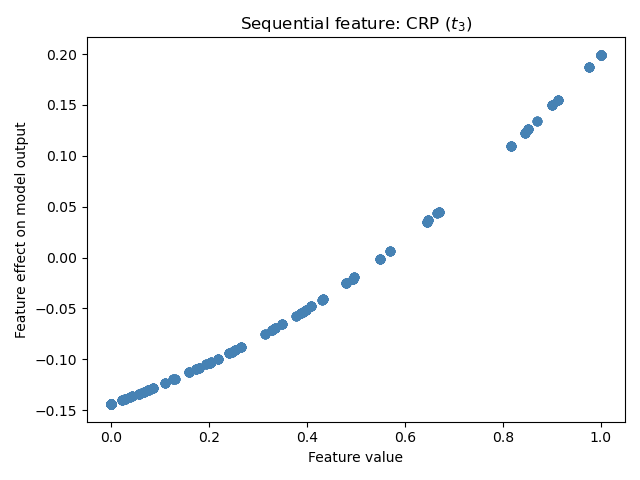 Sequential feature: CRP (t₃)
Feature effect on model output
0.20
0.15
0.10
0.05
0.00
−0.05
−0.10
−0.15
0.0 0.2 0.4 0.6 0.8 1.0
Feature value